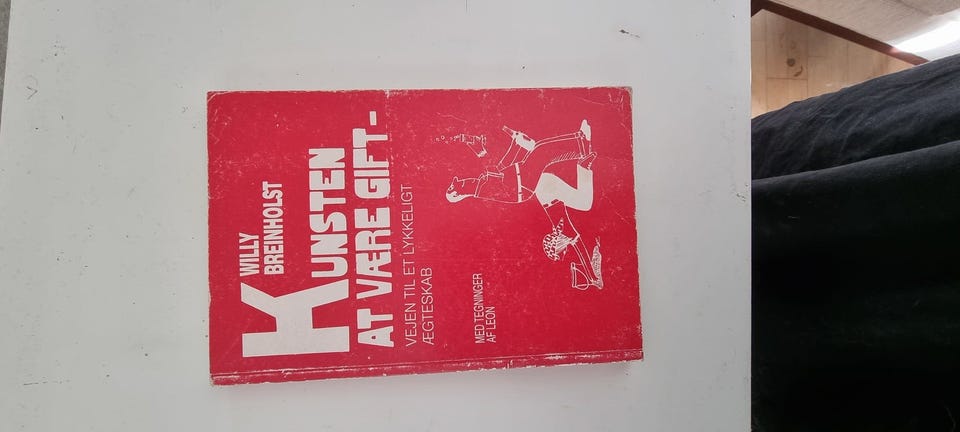 WILLY
BREINHOLST
KUNSTEN
AT VÆRE GIFT-
VEJEN TIL ET LYKKELIGT
ÆGTESKAB
MED TEGNINGER
AF LEON